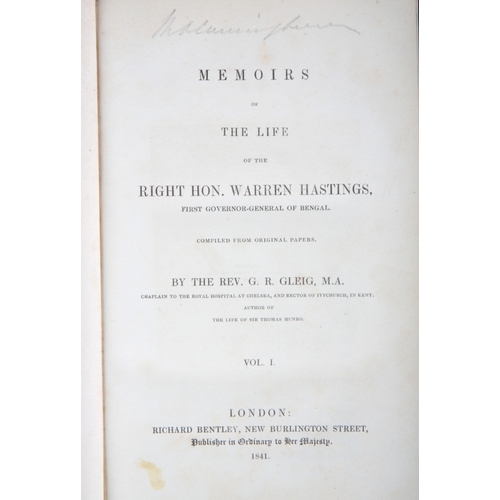 MEMOIRS
OF
THE LIFE
OF THE
RIGHT HON. WARREN HASTINGS,
FIRST GOVERNOR-GENERAL OF BENGAL.
COMPILED FROM ORIGINAL PAPERS.
BY THE REV. G. R. GLEIG, M.A.
CHAPLAIN TO THE ROYAL HOSPITAL AT CHELSEA, AND RECTOR OF IVYCHURCH, IN KENT;
AUTHOR OF
THE LIFE OF SIR THOMAS MUNRO.
VOL. I.
LONDON:
RICHARD BENTLEY, NEW BURLINGTON STREET,
Publisher in Ordinary to Her Majesty.
1841.